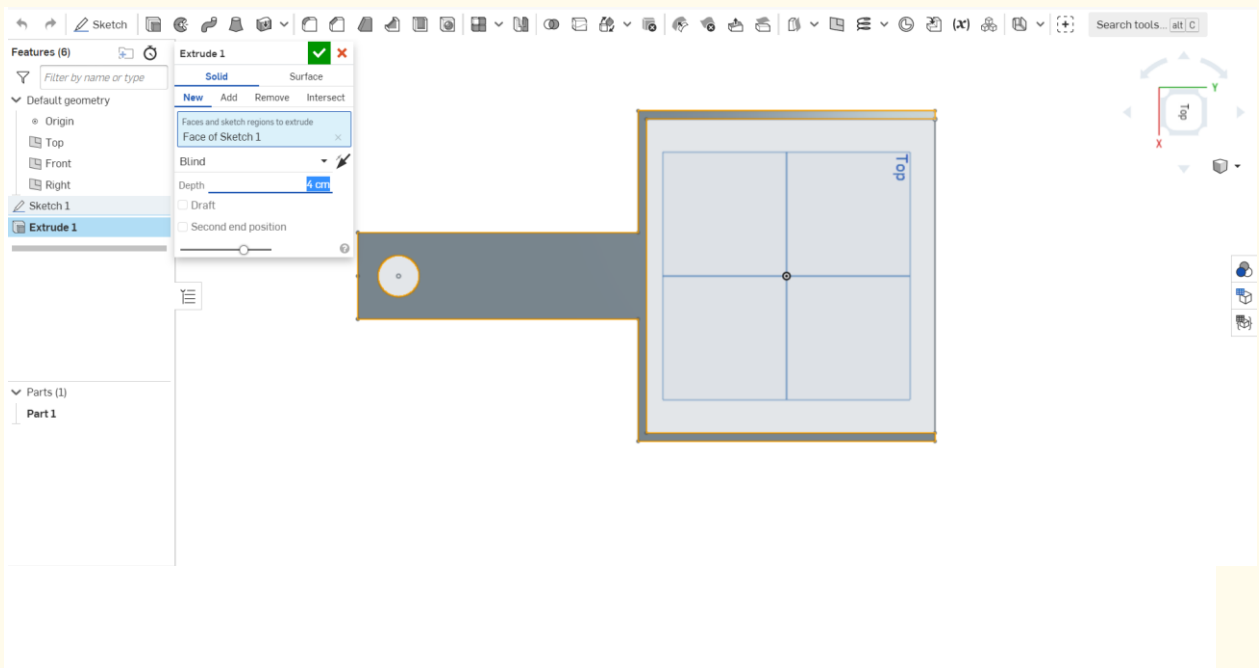 Sketch
Search tools... alt C
Features (6)
Filter by name or type
Default geometry
Origin
Top
Front
Right
Sketch 1
Extrude 1
Parts (1)
Part 1
Extrude 1
Solid Surface
New Add Remove Intersect
Faces and sketch regions to extrude
Face of Sketch 1
Blind
Depth 4 cm
Draft
Second end position
Top
Y
Top
X
(x)